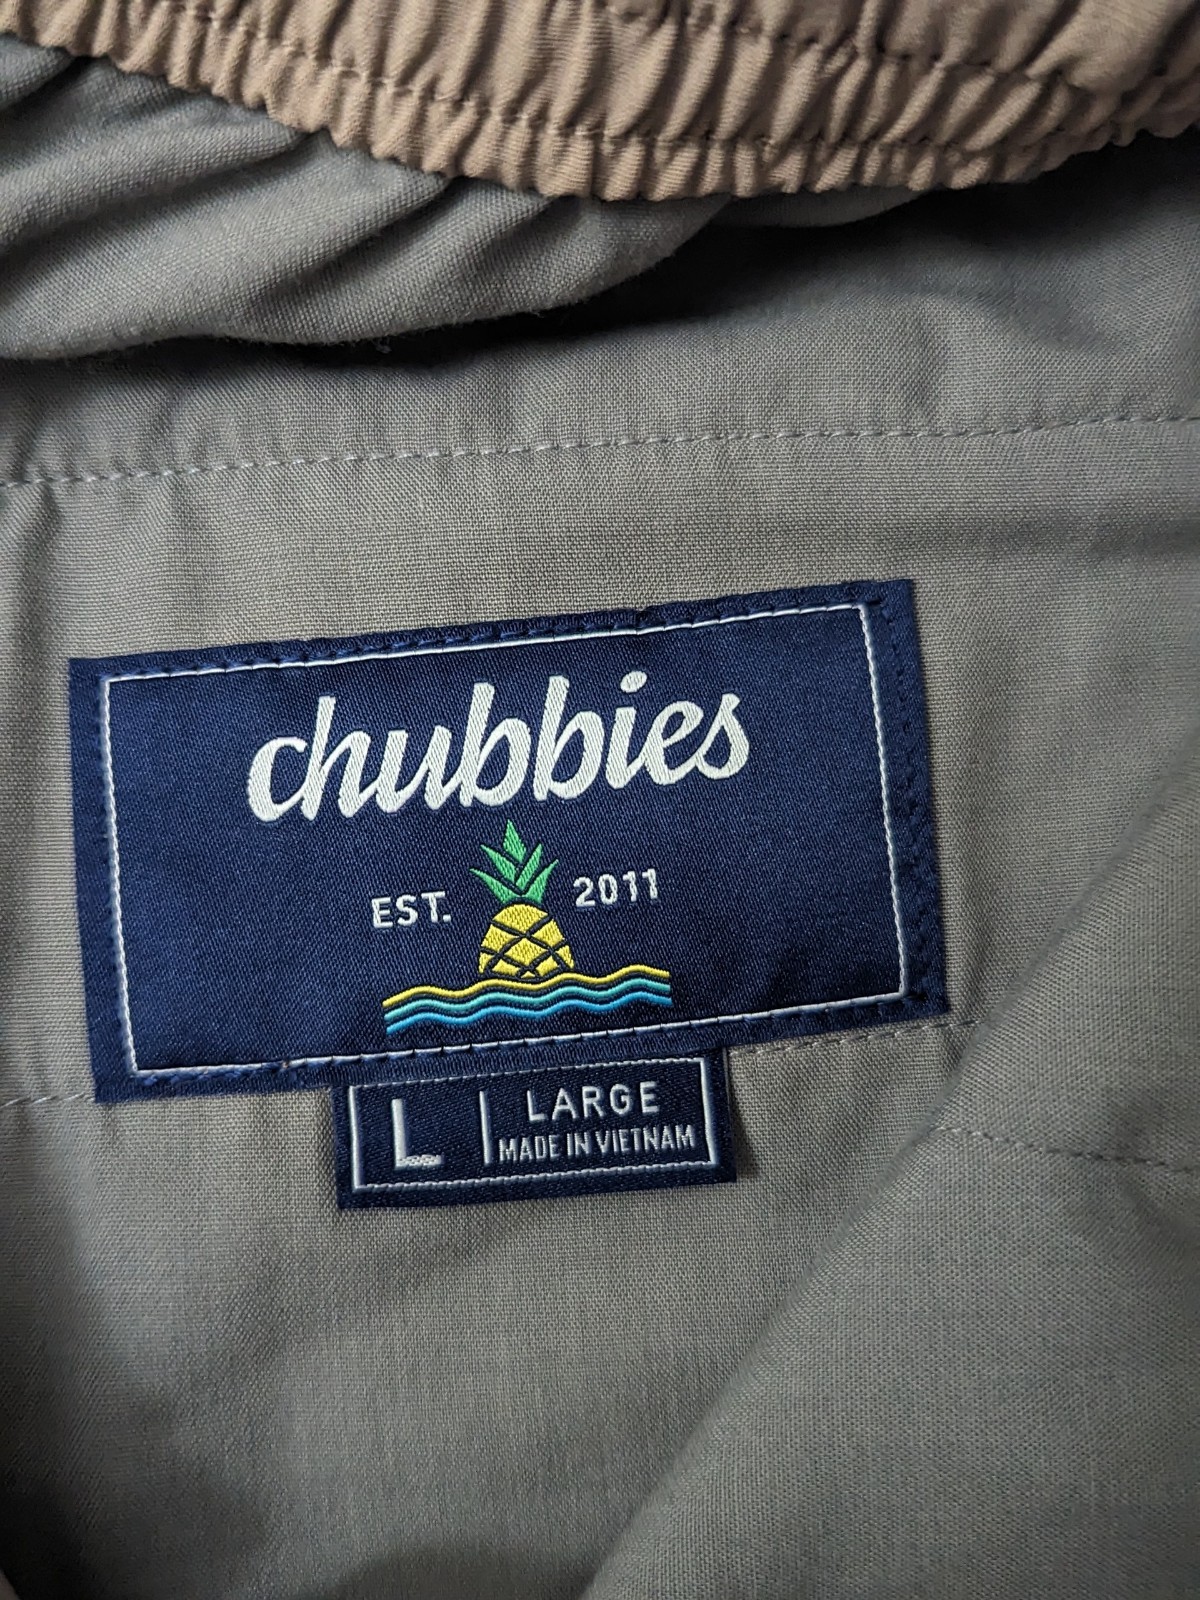 chubbies
EST. 2011
L LARGE
MADE IN VIETNAM